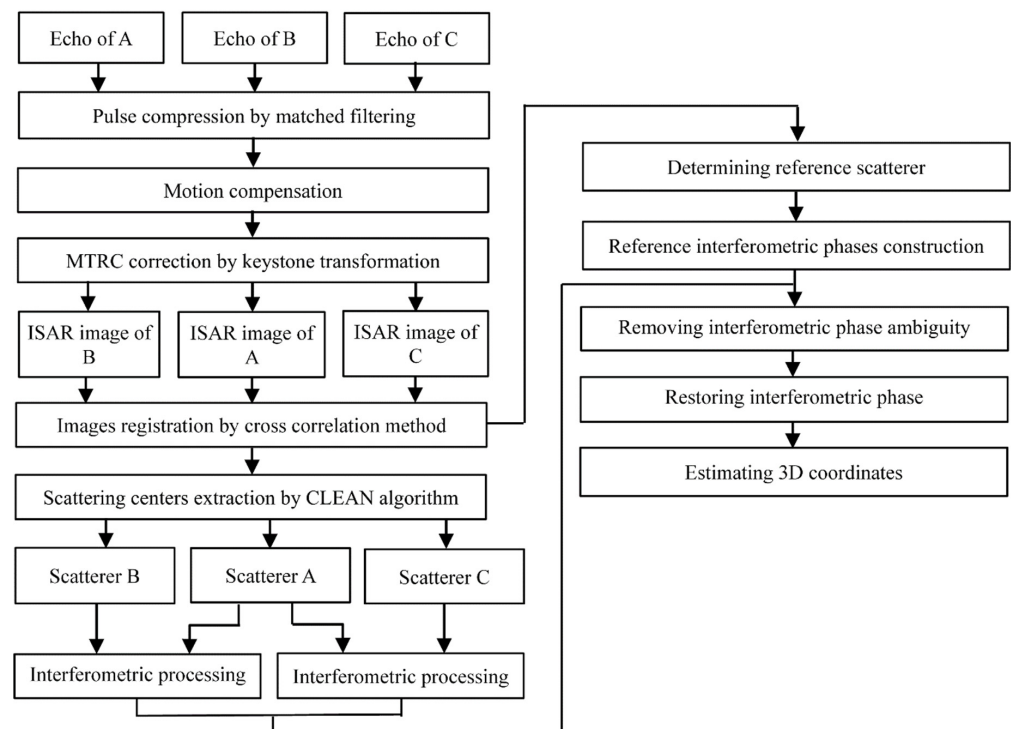 Echo of A
Echo of B
Echo of C
Pulse compression by matched filtering
Motion compensation
MTRC correction by keystone transformation
ISAR image of
B
ISAR image of
A
ISAR image of
C
Images registration by cross correlation method
Scattering centers extraction by CLEAN algorithm
Scatterer B
Scatterer A
Scatterer C
Interferometric processing
Interferometric processing
Determining reference scatterer
Reference interferometric phases construction
Removing interferometric phase ambiguity
Restoring interferometric phase
Estimating 3D coordinates